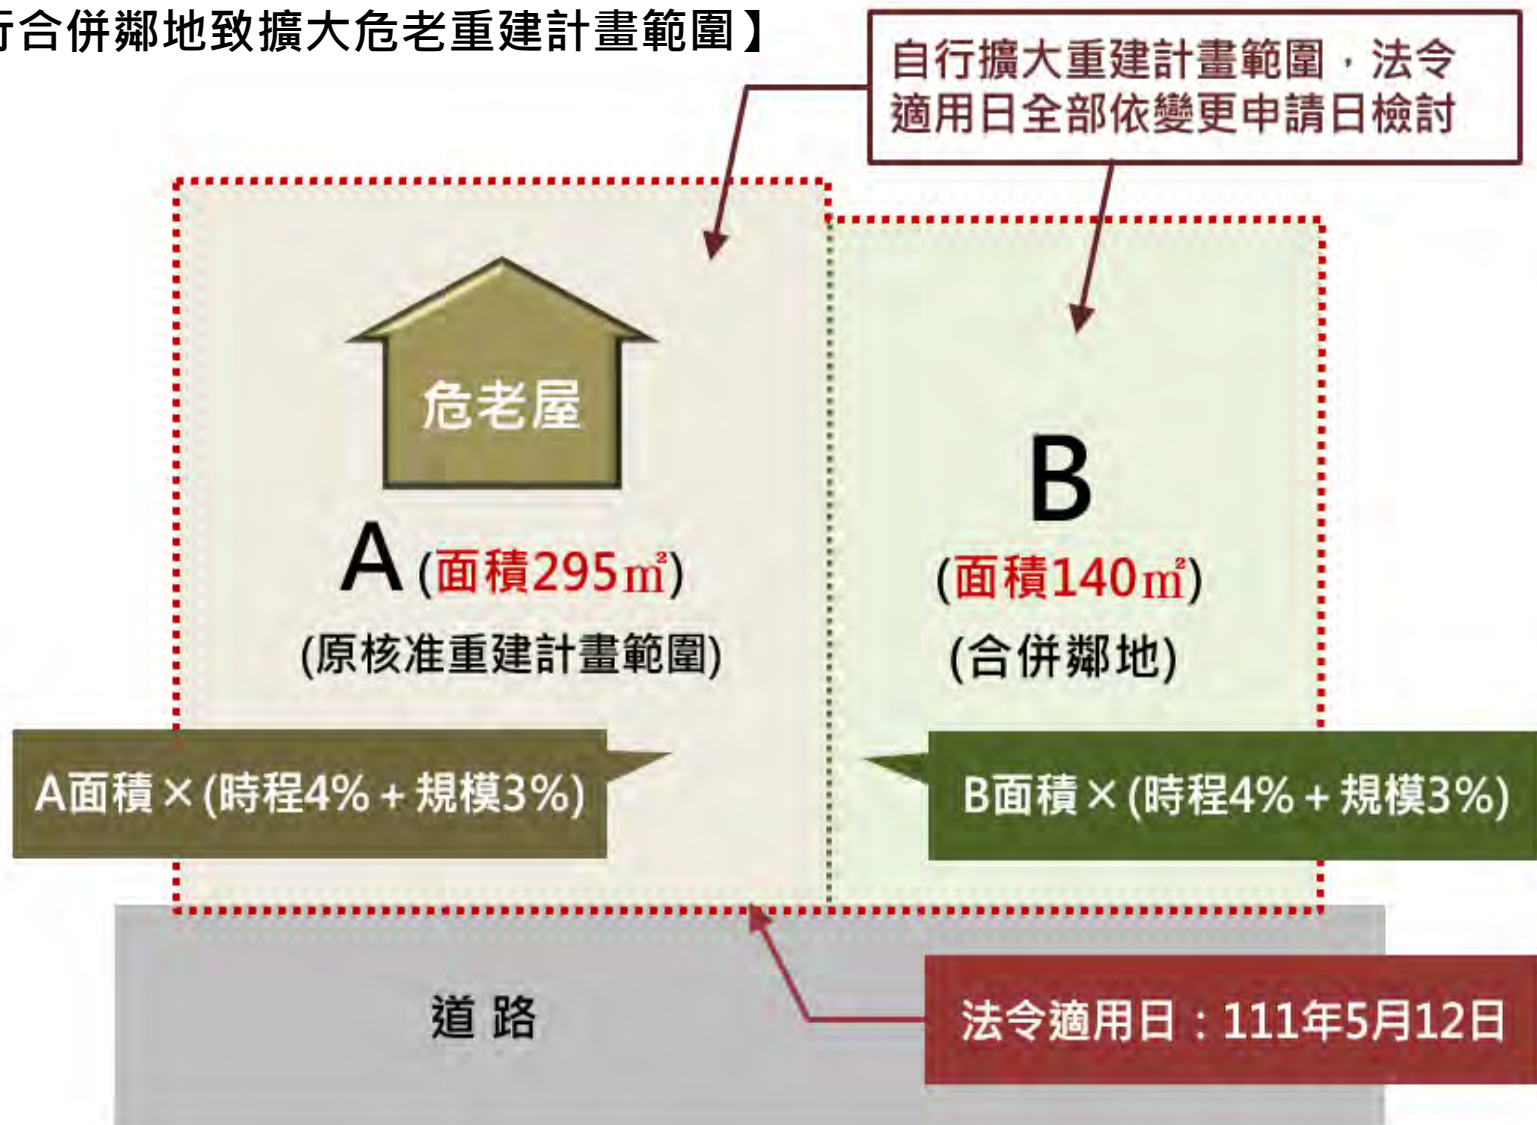 行合併鄰地致擴大危老重建計畫範圍】
自行擴大重建計畫範圍，法令
適用日全部依變更申請日檢討
危老屋
A (面積295㎡)
(原核准重建計畫範圍)
B
(面積140㎡)
(合併鄰地)
A面積×(時程4%+規模3%)
B面積×(時程4%+規模3%)
道路
法令適用日：111年5月12日